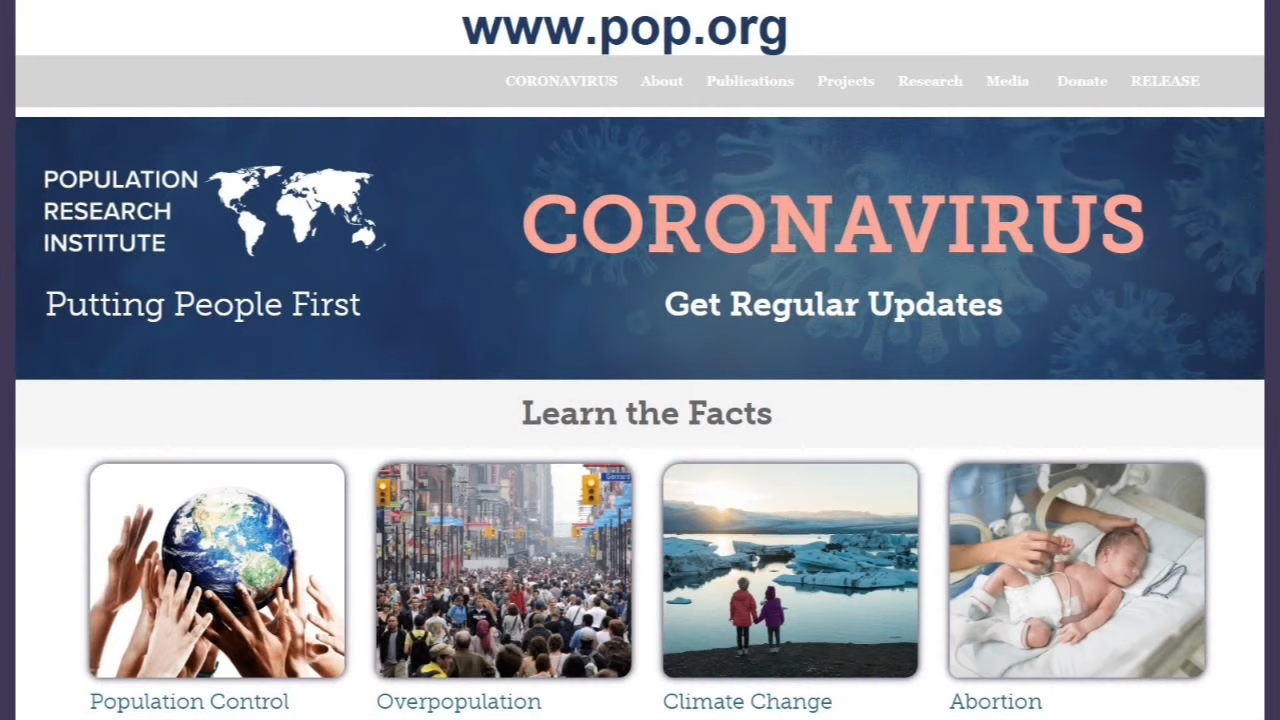 www.pop.org
CORONAVIRUS About Publications Projects Research Media Donate RELEASE
POPULATION
RESEARCH
INSTITUTE
Putting People First
CORONAVIRUS
Get Regular Updates
Learn the Facts
Gerrard
Population Control
Overpopulation
Climate Change
Abortion